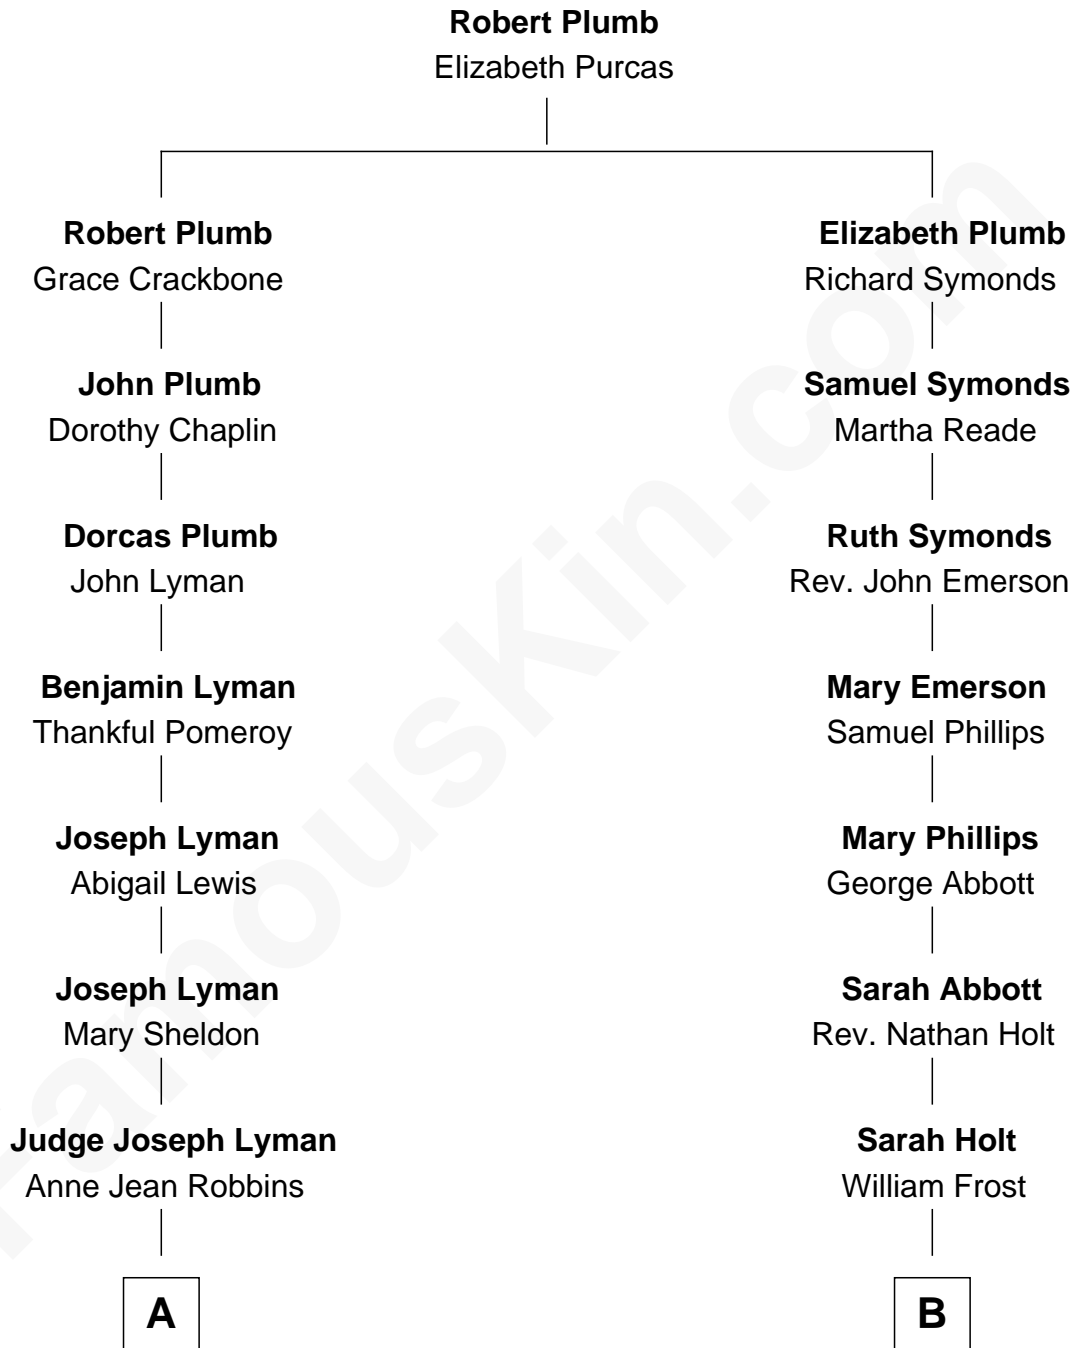 Robert Plumb
Elizabeth Purcas
Robert Plumb
Grace Crackbone
John Plumb
Dorothy Chaplin
Dorcas Plumb
John Lyman
Benjamin Lyman
Thankful Pomeroy
Joseph Lyman
Abigail Lewis
Joseph Lyman
Mary Sheldon
Judge Joseph Lyman
Anne Jean Robbins
A
Elizabeth Plumb
Richard Symonds
Samuel Symonds
Martha Reade
Ruth Symonds
Rev. John Emerson
Mary Emerson
Samuel Phillips
Mary Phillips
George Abbott
Sarah Abbott
Rev. Nathan Holt
Sarah Holt
William Frost
B
FamousKin.com